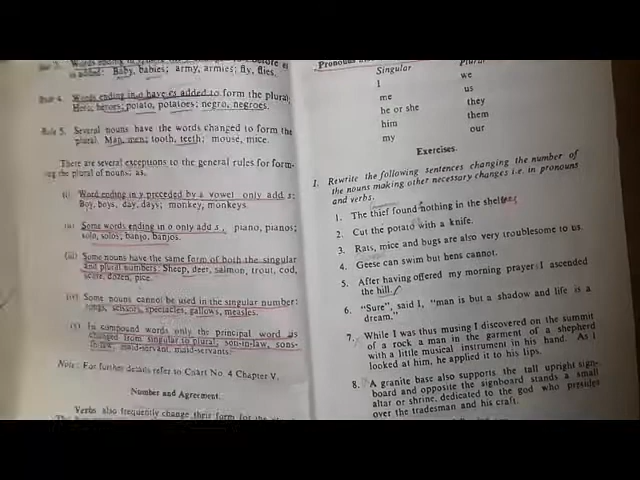 Words ending in
is added: Baby, babies; army, armies; fly, flies.
Rule 4. Words ending in o have es added to form the plural.
Hero, heroes; potato, potatoes; negro, negroes.
Rule 5. Several nouns have the words changed to form the
plural. Man, men; tooth, teeth; mouse, mice.
There are several exceptions to the general rules for form-
ing the plural of nouns; as,
(i) Word ending in y preceded by a vowel only add s:
Boy, boys, day, days; monkey, monkeys.
(ii) Some words ending in o only add s, piano, pianos;
solo, solos; banjo, banjos.
(iii) Some nouns have the same form of both the singular
and plural numbers: Sheep, deer, salmon, trout, cod,
score, dozen, pice.
(iv) Some nouns cannot be used in the singular number:
scissors, spectacles, gallows, measles.
(v) In compound words only the principal word is
changed from singular to plural, son-in-law, sons-
in-law, maid-servant, maid-servants.
Note: For further details refer to Chart No. 4 Chapter V.
Number and Agreement
Verbs also frequently change their form for the
Pronouns
Singular Plural
I we
me us
he or she they
him them
my our
Exercises.
I. Rewrite the following sentences changing the number of
the nouns making other necessary changes i.e. in pronouns
and verbs.
1. The thief found nothing in the shelves
2. Cut the potato with a knife.
3. Rats, mice and bugs are also very troublesome to us.
4. Geese can swim but hens cannot.
5. After having offered my morning prayer I ascended
the hill.
6. "Sure", said I, "man is but a shadow and life is a
dream."
7. While I was thus musing I discovered on the summit
of a rock a man in the garment of a shepherd
with a little musical instrument in his hand. As I
looked at him, he applied it to his lips.
8. A granite base also supports the tall upright sign-
board and opposite the signboard stands a small
altar or shrine, dedicated to the god who presides
over the tradesman and his craft.